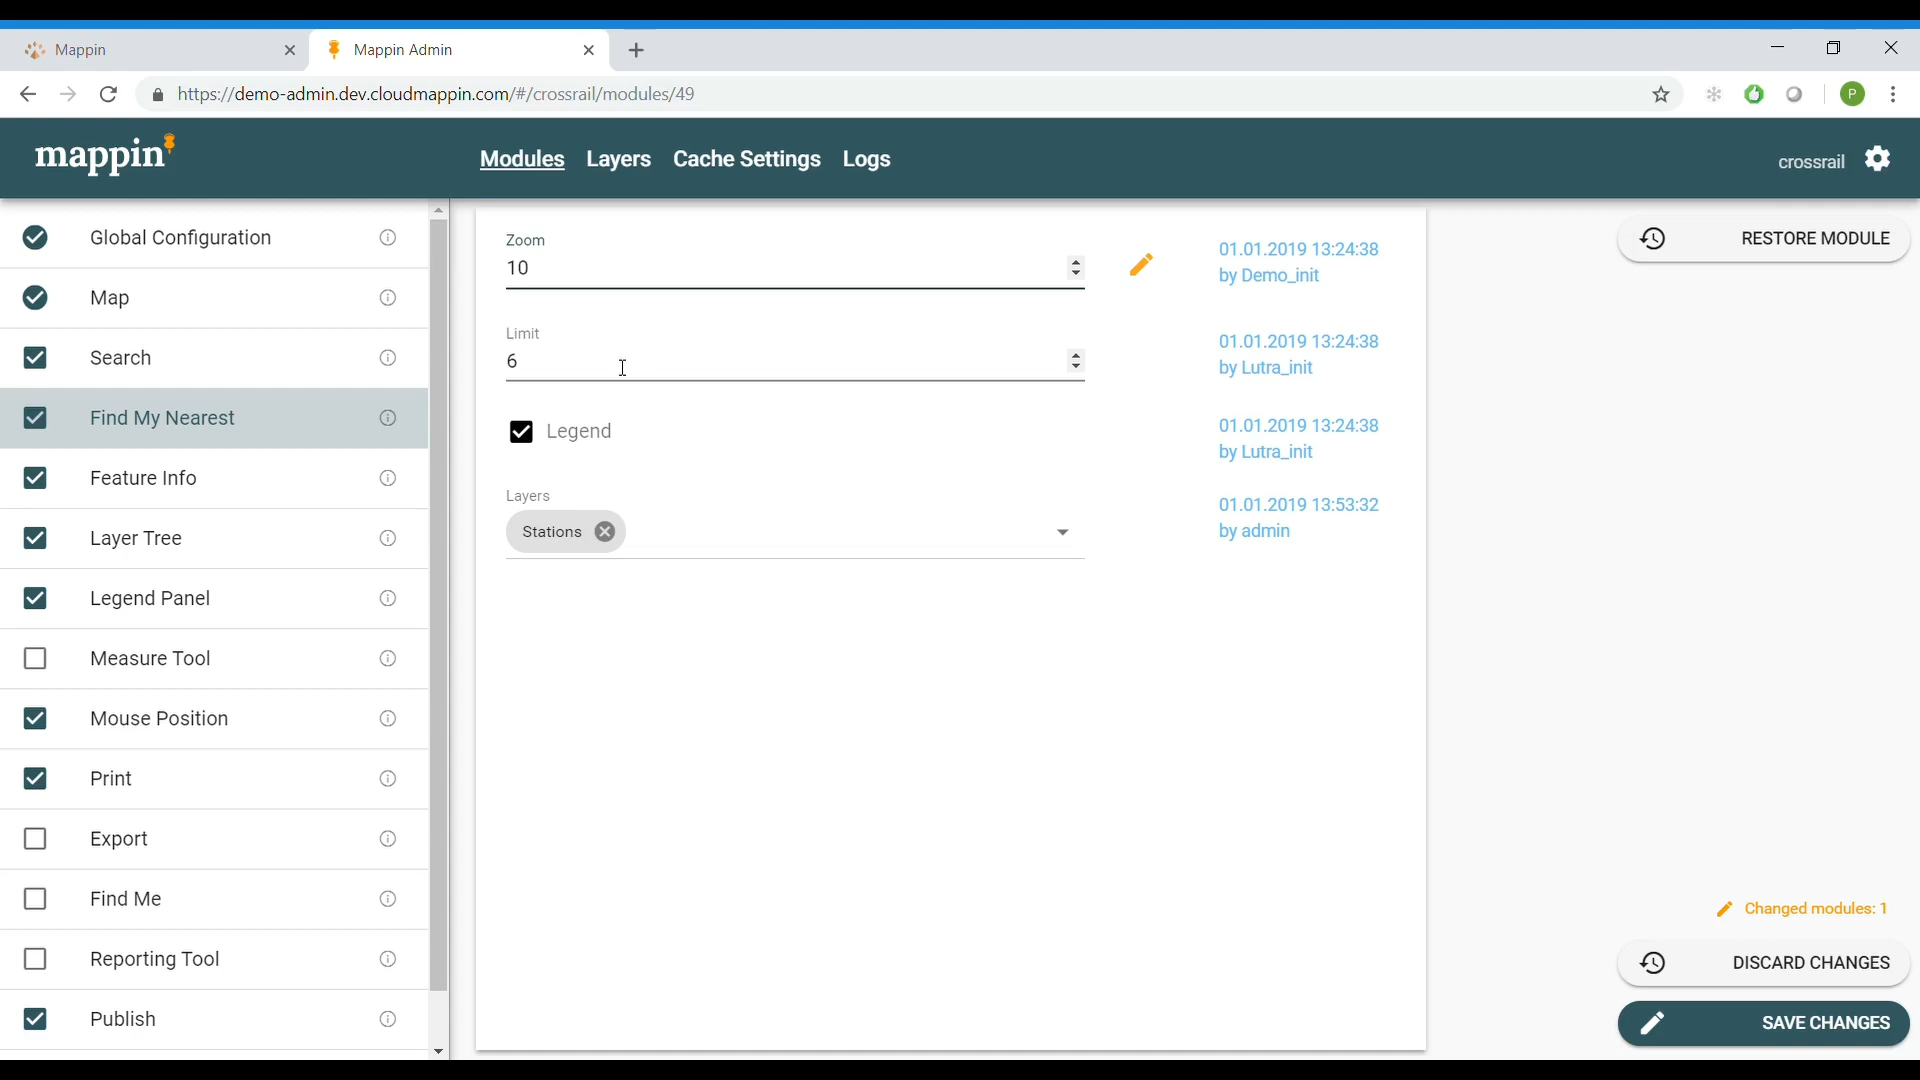 Mappin
Mappin Admin
https://demo-admin.dev.cloudmappin.com/#/crossrail/modules/49
P
mappin
Modules Layers Cache Settings Logs
crossrail
Global Configuration
Map
Search
Find My Nearest
Feature Info
Layer Tree
Legend Panel
Measure Tool
Mouse Position
Print
Export
Find Me
Reporting Tool
Publish
Zoom
10
01.01.2019 13:24:38
by Demo_init
Limit
6
01.01.2019 13:24:38
by Lutra_init
Legend
01.01.2019 13:24:38
by Lutra_init
Layers
Stations
01.01.2019 13:53:32
by admin
RESTORE MODULE
Changed modules: 1
DISCARD CHANGES
SAVE CHANGES